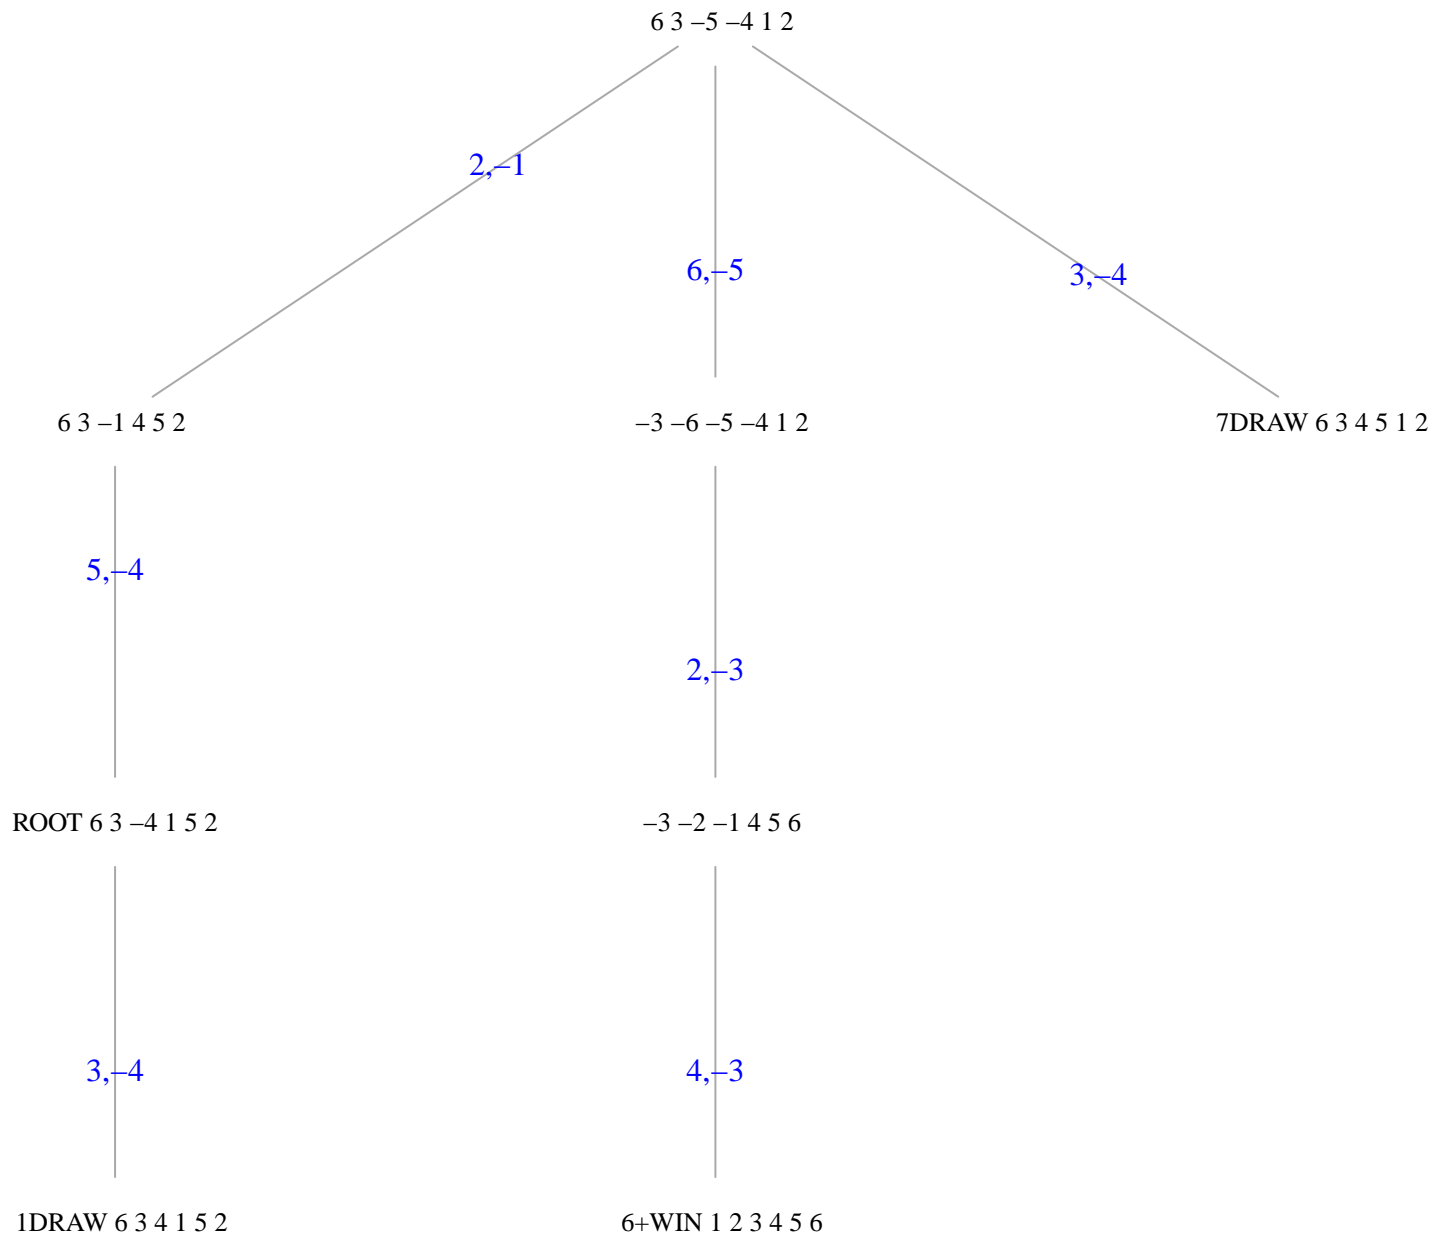 6 3 –5 –4 1 2
2,–1
6,–5
3,–4
6 3 –1 4 5 2
–3 –6 –5 –4 1 2
7DRAW 6 3 4 5 1 2
5,–4
2,–3
ROOT 6 3 –4 1 5 2
–3 –2 –1 4 5 6
3,–4
4,–3
1DRAW 6 3 4 1 5 2
6+WIN 1 2 3 4 5 6